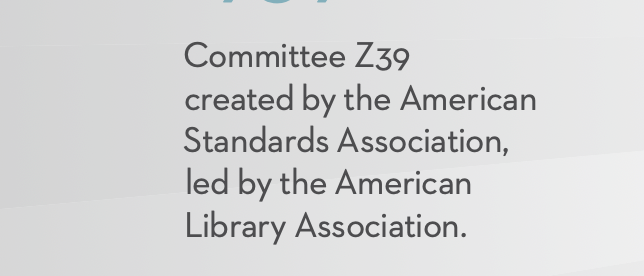 Committee Z39
created by the American
Standards Association,
led by the American
Library Association.